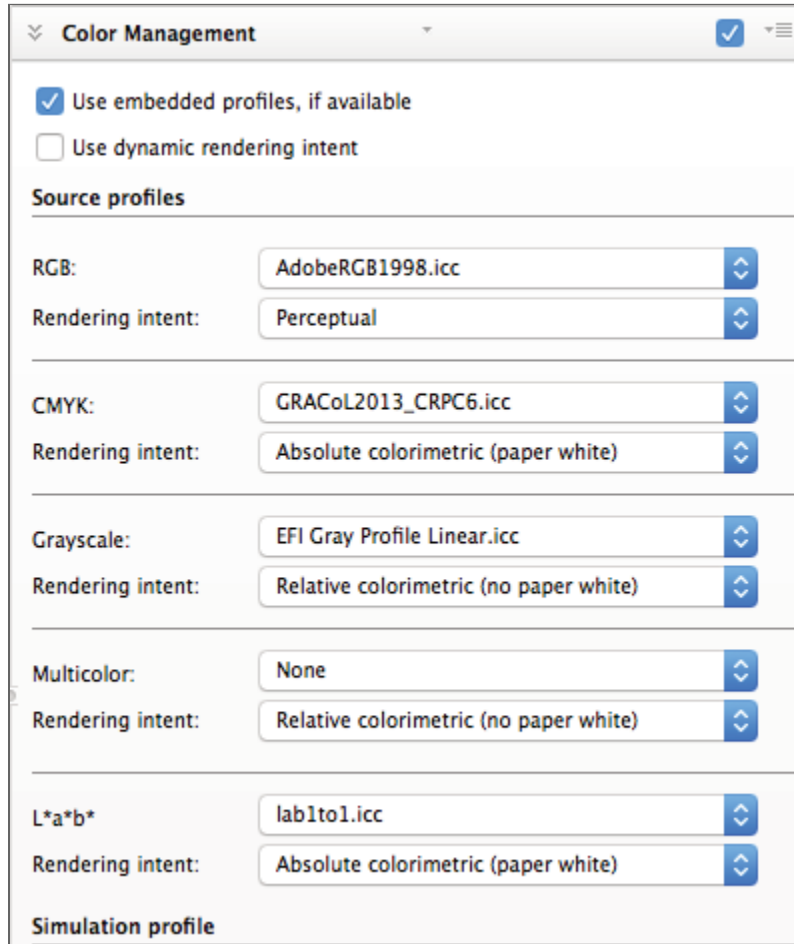 Color Management
Use embedded profiles, if available
Use dynamic rendering intent
Source profiles
RGB: AdobeRGB1998.icc
Rendering intent: Perceptual
CMYK: GRACoL2013_CRPC6.icc
Rendering intent: Absolute colorimetric (paper white)
Grayscale: EFI Gray Profile Linear.icc
Rendering intent: Relative colorimetric (no paper white)
Multicolor: None
Rendering intent: Relative colorimetric (no paper white)
L*a*b* lab1to1.icc
Rendering intent: Absolute colorimetric (paper white)
Simulation profile